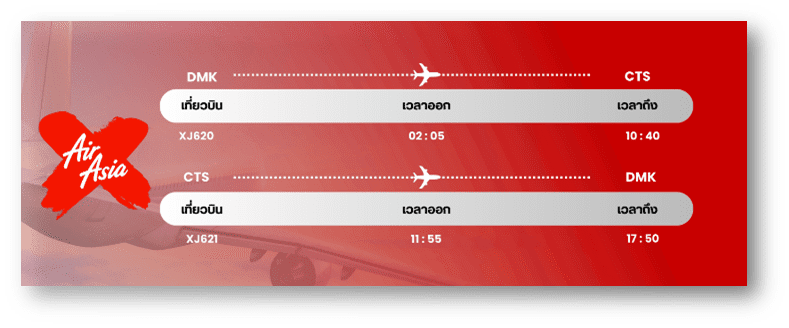 DMK CTS
เที่ยวบิน เวลาออก เวลาถึง
XJ620 02 : 05 10 : 40
Air
Asia
CTS DMK
เที่ยวบิน เวลาออก เวลาถึง
XJ621 11 : 55 17 : 50